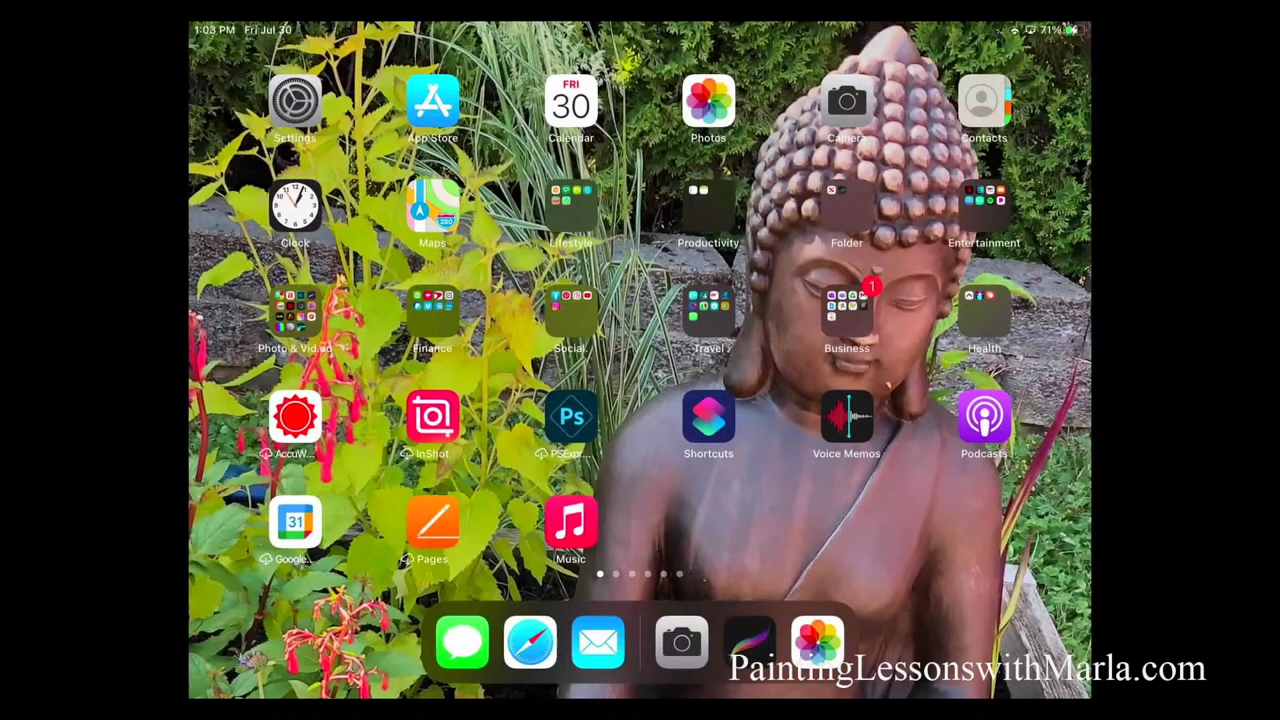 1:03 PM Fri Jul 30
71%
FRI
30
Settings
App Store
Calendar
Photos
Camera
Contacts
Clock
Maps
Lifestyle
Productivity
Folder
Entertainment
1
Photo & Video
Finance
Social.
Travel
Business
Health
Ps
AccuW...
InShot
PSExpr...
Shortcuts
Voice Memos
Podcasts
31
Google...
Pages
Music
PaintingLessonswithMarla.com